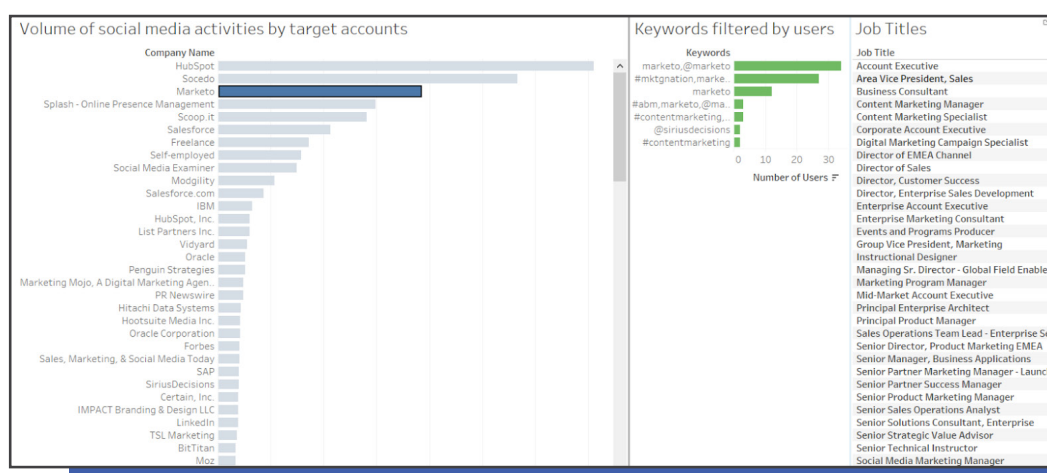 Volume of social media activities by target accounts
Company Name
HubSpot
Socedo
Marketo
Splash - Online Presence Management
Scoop.it
Salesforce
Freelance
Self-employed
Social Media Examiner
Modgility
Salesforce.com
IBM
HubSpot, Inc.
List Partners Inc.
Vidyard
Oracle
Penguin Strategies
Marketing Mojo, A Digital Marketing Agen..
PR Newswire
Hitachi Data Systems
Hootsuite Media Inc.
Oracle Corporation
Forbes
Sales, Marketing, & Social Media Today
SAP
SiriusDecisions
Certain, Inc.
IMPACT Branding & Design LLC
LinkedIn
TSL Marketing
BitTitan
Moz
Keywords filtered by users
Keywords
marketo,@marketo
#mktgnation,marke..
marketo
#abm,marketo,@ma..
#contentmarketing,..
@siriusdecisions
#contentmarketing
0 10 20 30
Number of Users
Job Titles
Job Title
Account Executive
Area Vice President, Sales
Business Consultant
Content Marketing Manager
Content Marketing Specialist
Corporate Account Executive
Digital Marketing Campaign Specialist
Director of EMEA Channel
Director of Sales
Director, Customer Success
Director, Enterprise Sales Development
Enterprise Account Executive
Enterprise Marketing Consultant
Events and Programs Producer
Group Vice President, Marketing
Instructional Designer
Managing Sr. Director - Global Field Enable
Marketing Program Manager
Mid-Market Account Executive
Principal Enterprise Architect
Principal Product Manager
Sales Operations Team Lead - Enterprise Se
Senior Director, Product Marketing EMEA
Senior Manager, Business Applications
Senior Partner Marketing Manager - Launc
Senior Partner Success Manager
Senior Product Marketing Manager
Senior Sales Operations Analyst
Senior Solutions Consultant, Enterprise
Senior Strategic Value Advisor
Senior Technical Instructor
Social Media Marketing Manager